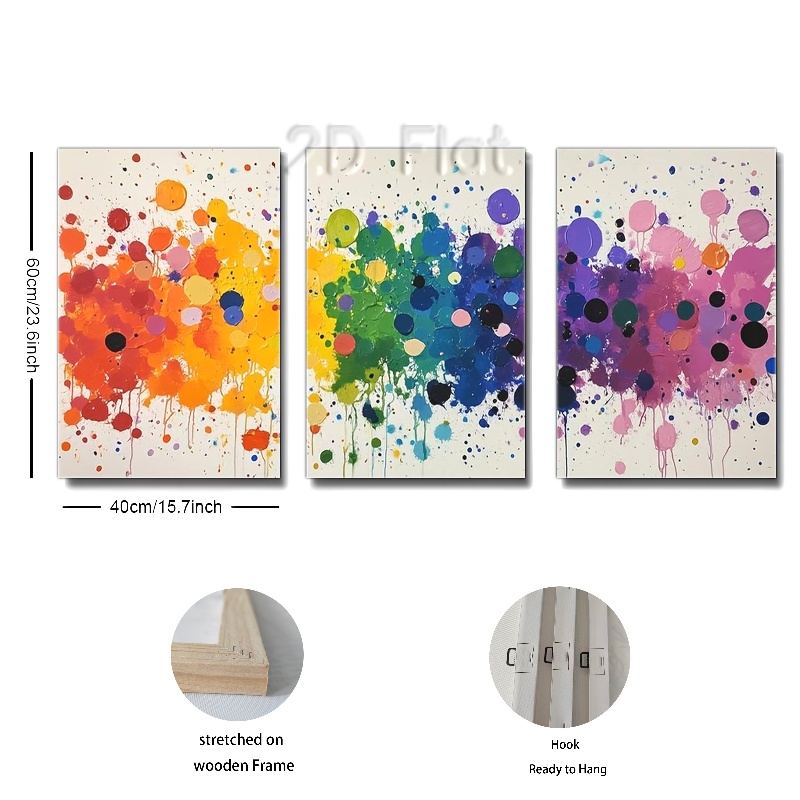 2D Flat
60cm/23.6inch
40cm/15.7inch
stretched on
wooden Frame
Hook
Ready to Hang